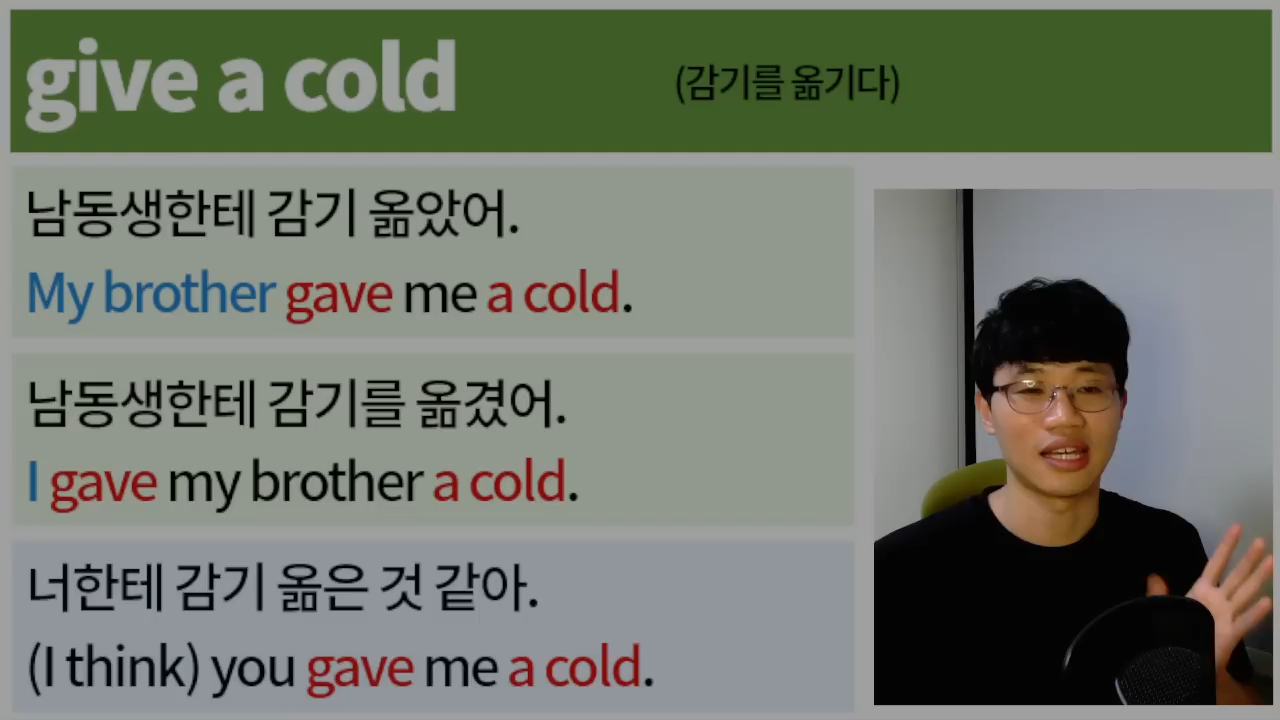 give a cold
(감기를 옮기다)
남동생한테 감기 옮았어.
My brother gave me a cold.
남동생한테 감기를 옮겼어.
I gave my brother a cold.
너한테 감기 옮은 것 같아.
(I think) you gave me a cold.